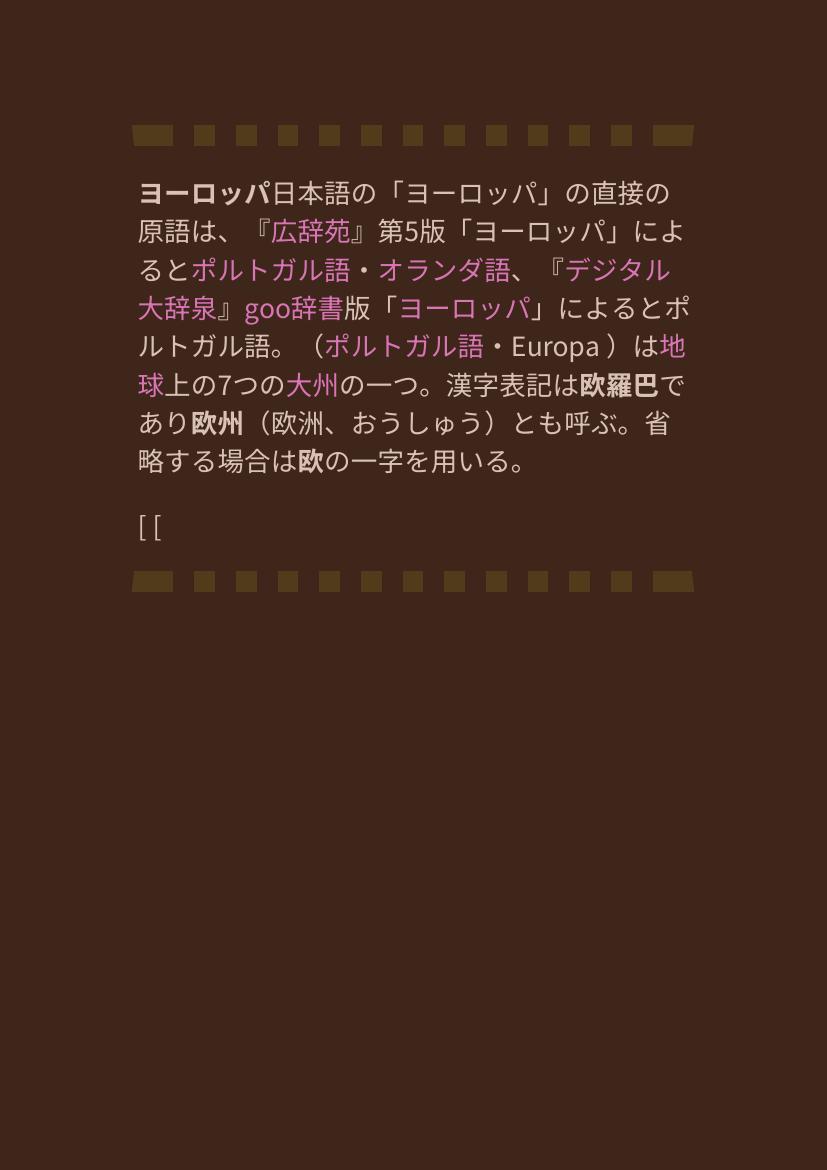 ヨーロッパ日本語の「ヨーロッパ」の直接の
原語は、『広辞苑』第5版「ヨーロッパ」によ
るとポルトガル語・オランダ語、『デジタル
大辞泉』goo辞書版「ヨーロッパ」によるとポ
ルトガル語。（ポルトガル語・Europa ）は地
球上の7つの大州の一つ。漢字表記は欧羅巴で
あり欧州（欧洲、おうしゅう）とも呼ぶ。省
略する場合は欧の一字を用いる。
[ [